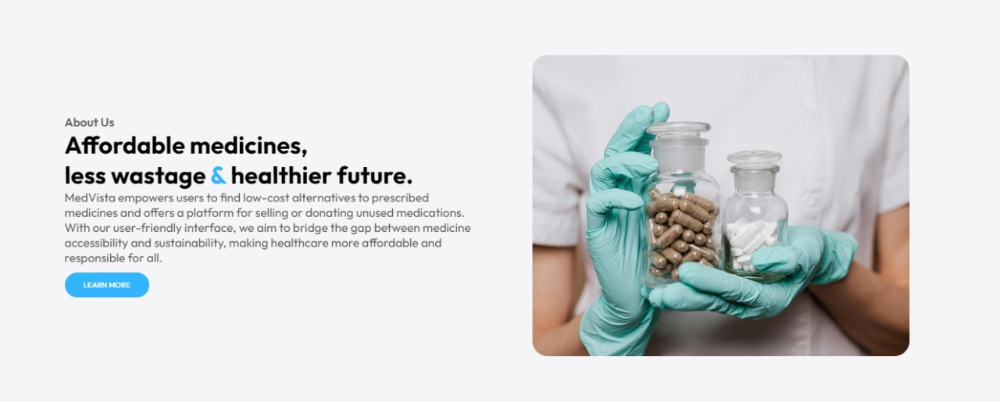 About Us
Affordable medicines,
less wastage & healthier future.
MedVista empowers users to find low-cost alternatives to prescribed
medicines and offers a platform for selling or donating unused medications.
With our user-friendly interface, we aim to bridge the gap between medicine
accessibility and sustainability, making healthcare more affordable and
responsible for all.
LEARN MORE